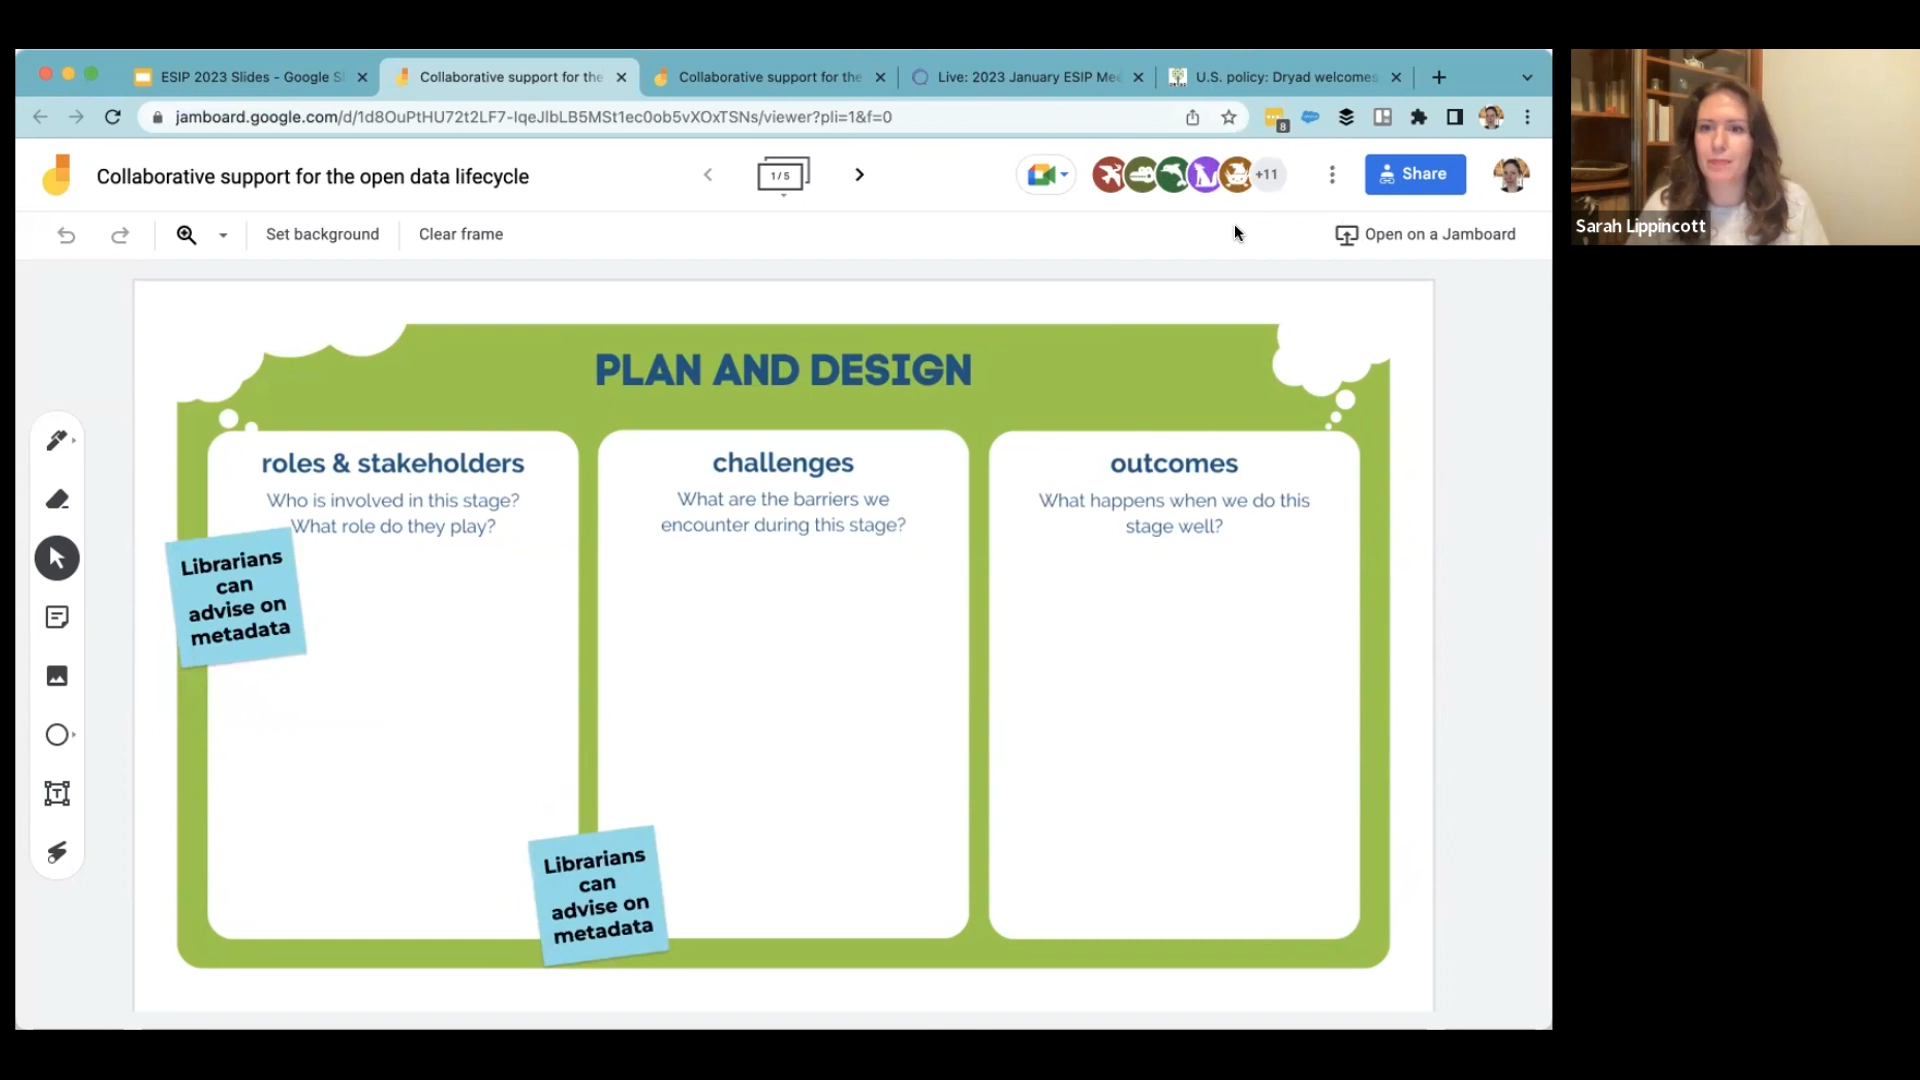 ESIP 2023 Slides - Google Sl
Collaborative support for the
Collaborative support for the
Live: 2023 January ESIP Mee
U.S. policy: Dryad welcomes
jamboard.google.com/d/1d8OuPtHU72t2LF7-IqeJlbLB5MSt1ec0ob5vXOxTSNs/viewer?pli=1&f=0
8
Collaborative support for the open data lifecycle
1/5
+11
Share
Set background
Clear frame
Open on a Jamboard
Sarah Lippincott
PLAN AND DESIGN
roles & stakeholders
Who is involved in this stage?
What role do they play?
Librarians
can
advise on
metadata
challenges
What are the barriers we
encounter during this stage?
outcomes
What happens when we do this
stage well?
Librarians
can
advise on
metadata